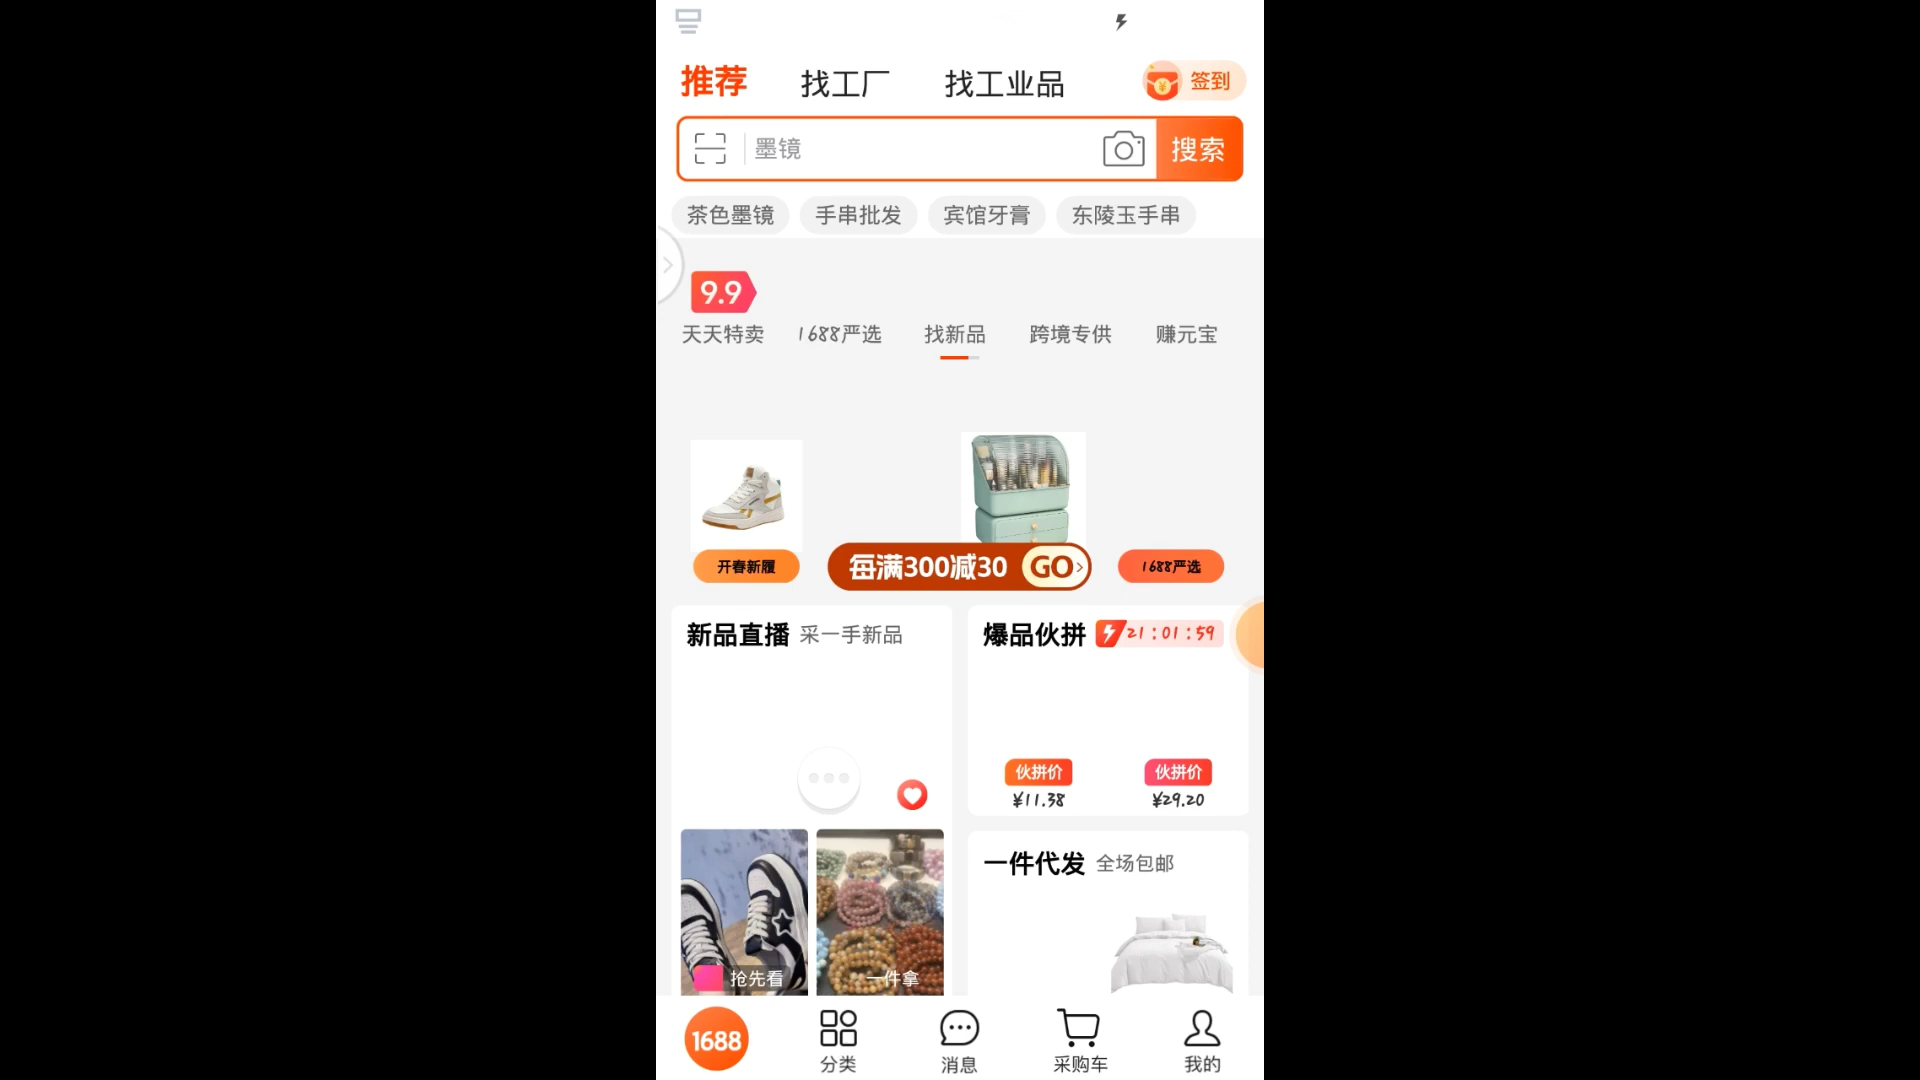 推荐 找工厂 找工业品 签到
墨镜 搜索
茶色墨镜 手串批发 宾馆牙膏 东陵玉手串
9.9
天天特卖 1688严选 找新品 跨境专供 赚元宝
开春新履 每满300减30 GO 1688严选
新品直播 采一手新品
爆品伙拼 21:01:59
伙拼价 伙拼价
¥11.38 ¥29.20
一件代发 全场包邮
抢先看 一件拿
1688 分类 消息 采购车 我的